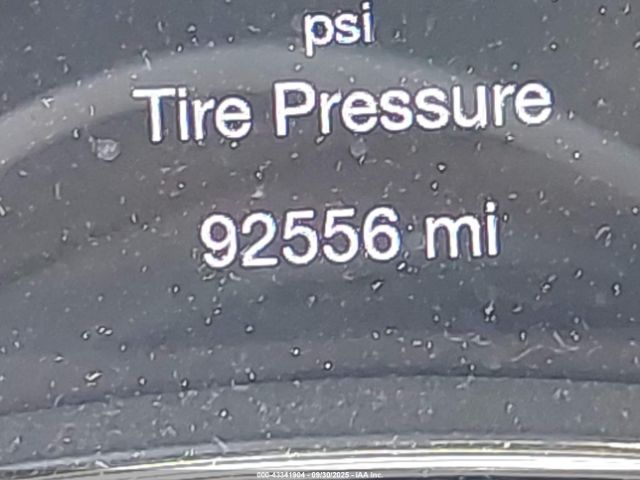 psi
Tire Pressure
92556 mi
000-43341904 - 09/30/2025 - IAA Inc.